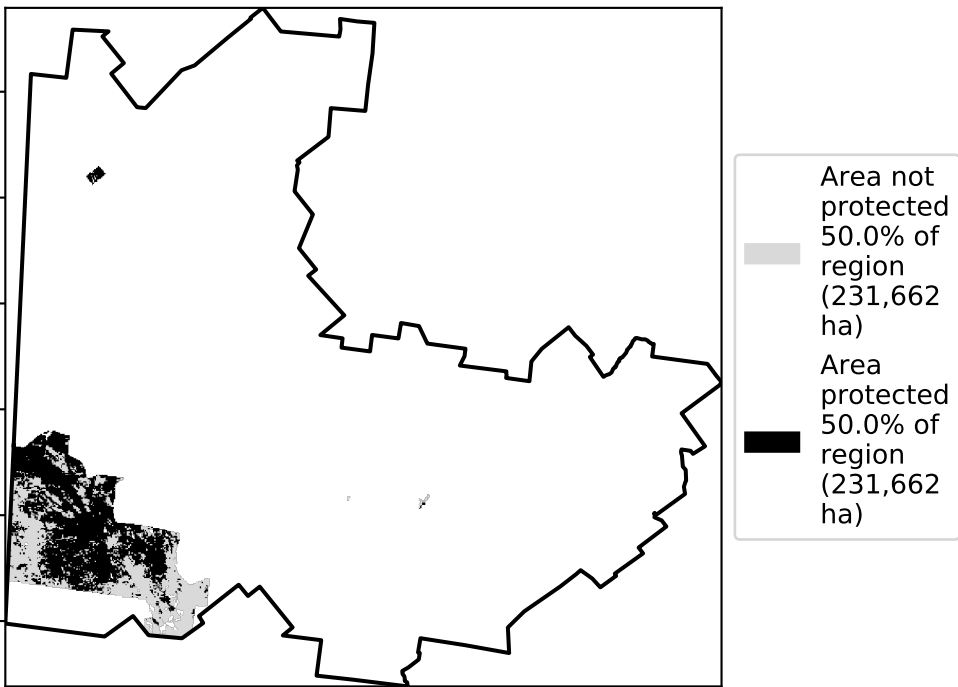 Area not
protected
50.0% of
region
(231,662
ha)
Area
protected
50.0% of
region
(231,662
ha)